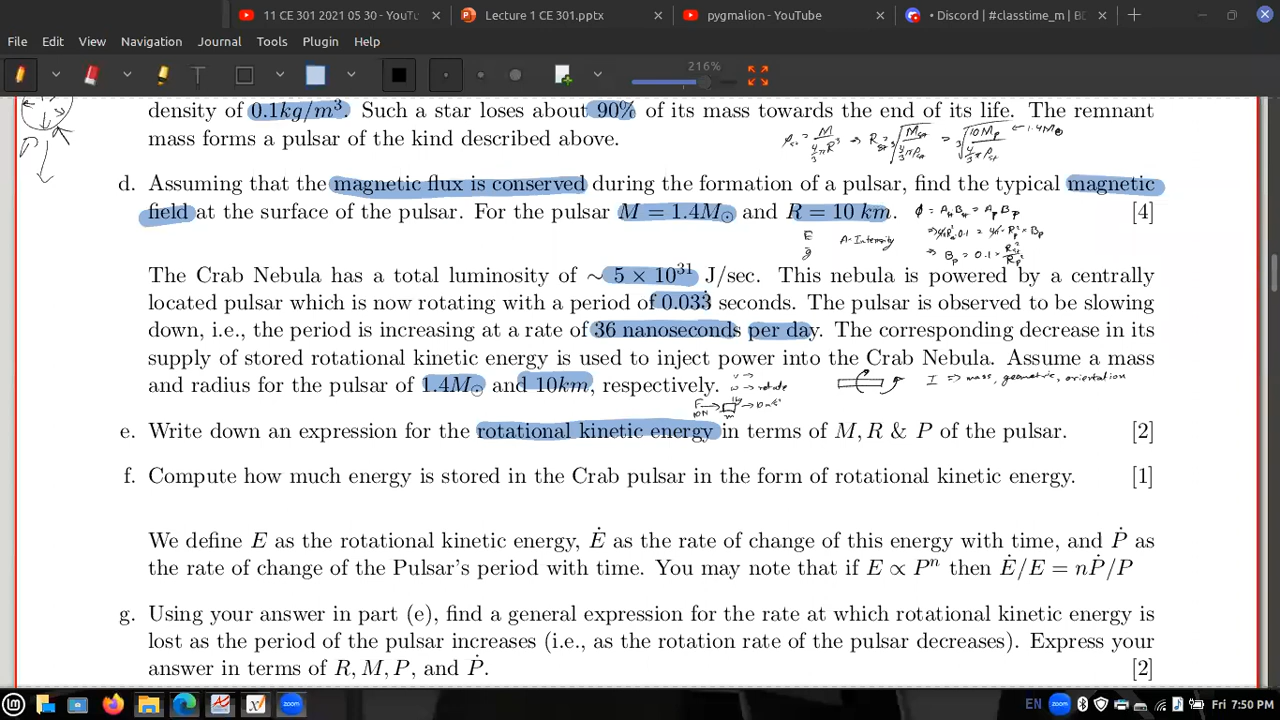 11 CE 301 2021 05 30 - YouTu
Lecture 1 CE 301.pptx
pygmalion - YouTube
• Discord | #classtime_m | BD
File Edit View Navigation Journal Tools Plugin Help
216%
density of 0.1kg/m³. Such a star loses about 90% of its mass towards the end of its life. The remnant
mass forms a pulsar of the kind described above.
d. Assuming that the magnetic flux is conserved during the formation of a pulsar, find the typical magnetic
field at the surface of the pulsar. For the pulsar M = 1.4M⊙ and R = 10 km. [4]
E
A→Intensity
The Crab Nebula has a total luminosity of ∼ 5 × 10³¹ J/sec. This nebula is powered by a centrally
located pulsar which is now rotating with a period of 0.033 seconds. The pulsar is observed to be slowing
down, i.e., the period is increasing at a rate of 36 nanoseconds per day. The corresponding decrease in its
supply of stored rotational kinetic energy is used to inject power into the Crab Nebula. Assume a mass
and radius for the pulsar of 1.4M⊙ and 10km, respectively.
v →
ω → rotate
I ⇒ mass, geometric, orientation
F
10N
m
e. Write down an expression for the rotational kinetic energy in terms of M, R & P of the pulsar. [2]
f. Compute how much energy is stored in the Crab pulsar in the form of rotational kinetic energy. [1]
We define E as the rotational kinetic energy, Ė as the rate of change of this energy with time, and Ṗ as
the rate of change of the Pulsar's period with time. You may note that if E ∝ Pⁿ then Ė/E = nṖ/P
g. Using your answer in part (e), find a general expression for the rate at which rotational kinetic energy is
lost as the period of the pulsar increases (i.e., as the rotation rate of the pulsar decreases). Express your
answer in terms of R, M, P, and Ṗ. [2]
EN
zoom
Fri 7:50 PM